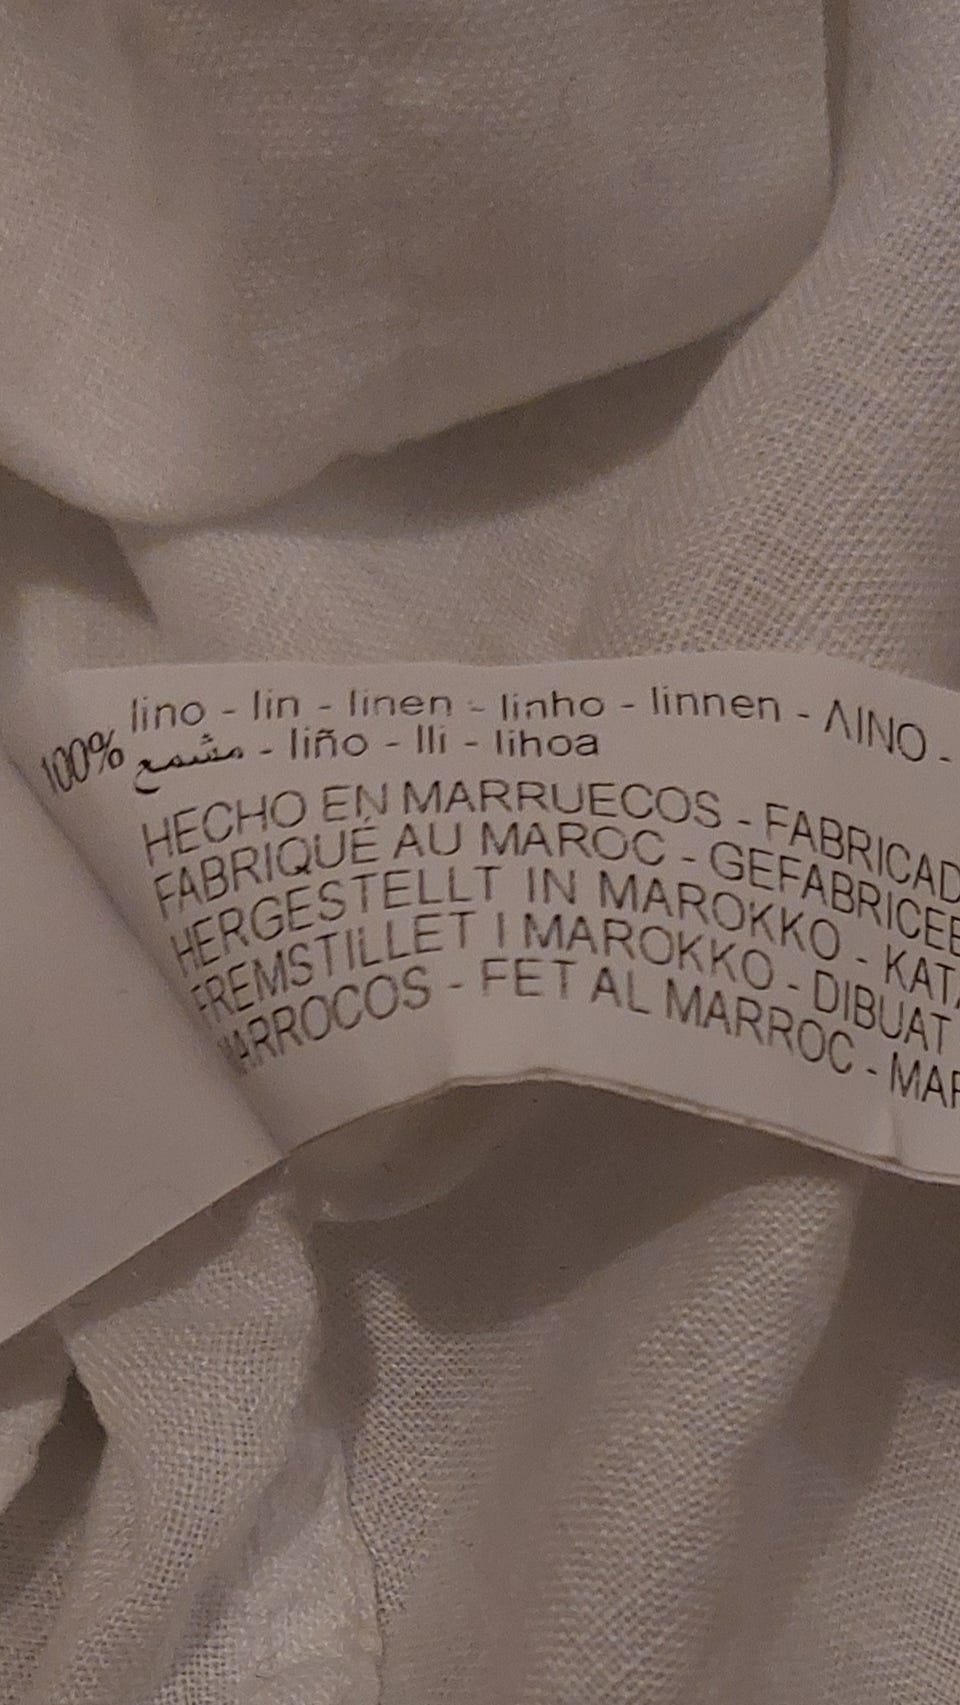 100% lino - lin - linen - linho - linnen - ΛΙΝΟ -
مشمع - liño - lli - lihoa
HECHO EN MARRUECOS - FABRICAD
FABRIQUÉ AU MAROC - GEFABRICEE
HERGESTELLT IN MAROKKO - KATA
FREMSTILLET I MAROKKO - DIBUAT
MARROCOS - FET AL MARROC - MAR